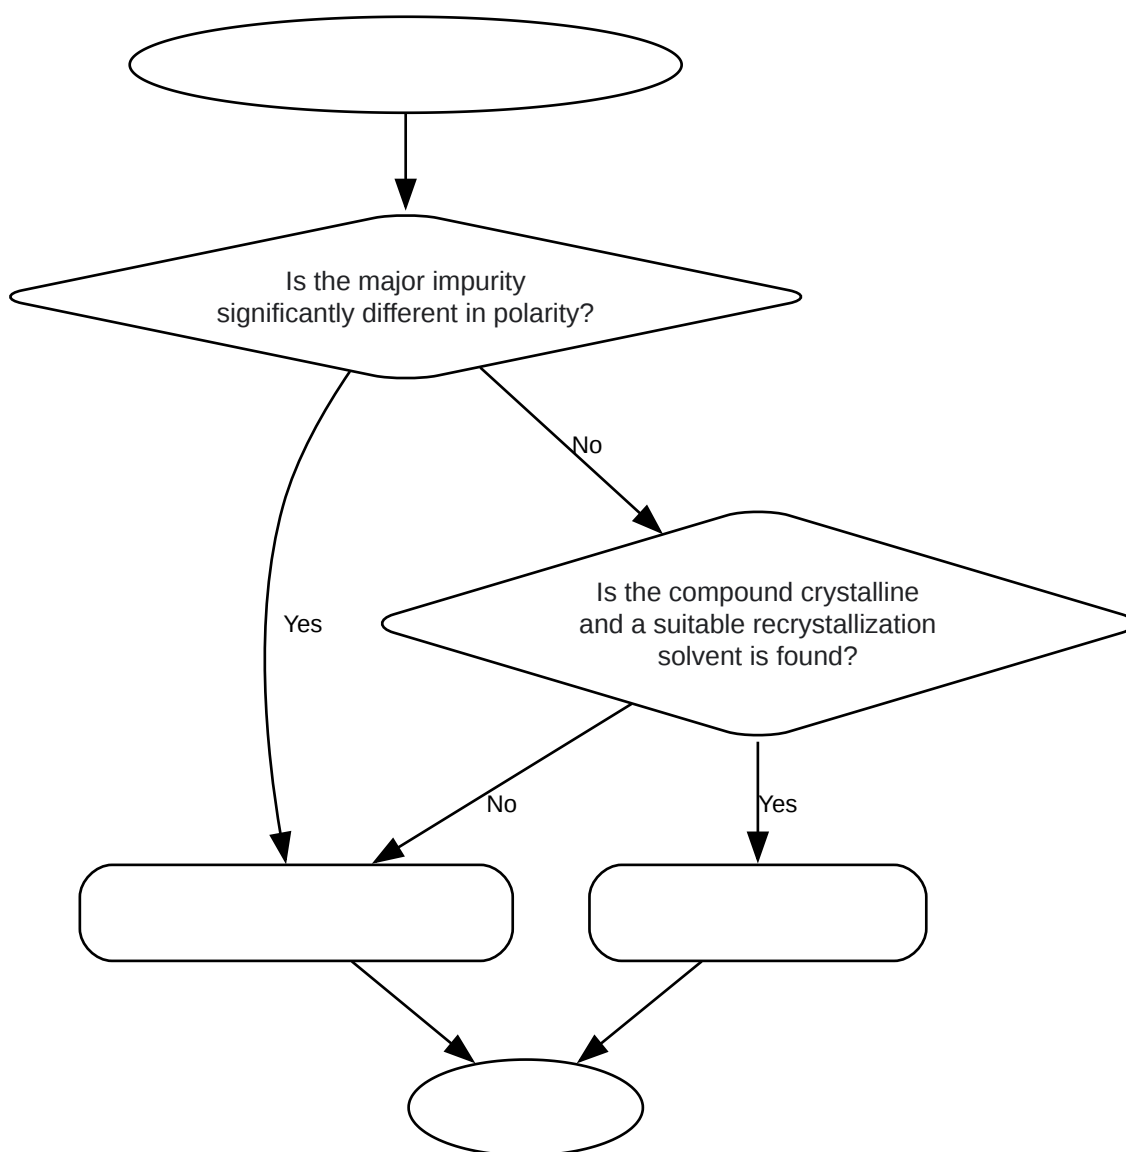 Is the major impurity
significantly different in polarity?
No
Is the compound crystalline
and a suitable recrystallization
solvent is found?
Yes
No
Yes